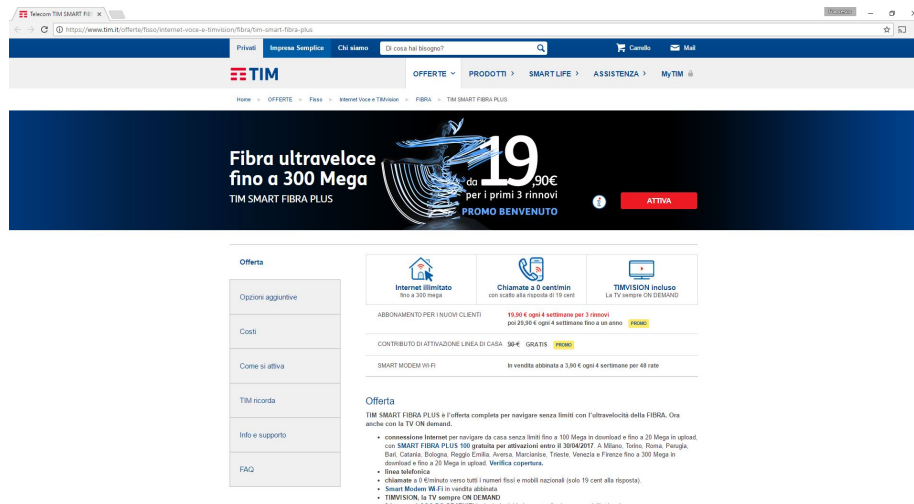 Telecom TIM SMART FIB
https://www.tim.it/offerte/fisso/internet-voce-e-timvision/fibra/tim-smart-fibra-plus
Privati Impresa Semplice Chi siamo Di cosa hai bisogno? Carrello Mail
TIM OFFERTE PRODOTTI SMART LIFE ASSISTENZA MyTIM
Home > OFFERTE > Fisso > Internet Voce e TIMvision > FIBRA > TIM SMART FIBRA PLUS
Fibra ultraveloce
fino a 300 Mega
TIM SMART FIBRA PLUS
da 19,90€
per i primi 3 rinnovi
PROMO BENVENUTO
ATTIVA
Offerta
Opzioni aggiuntive
Costi
Come si attiva
TIM ricorda
Info e supporto
FAQ
Internet illimitato
fino a 300 mega
Chiamate a 0 cent/min
con scatto alla risposta di 19 cent
TIMVISION incluso
La TV sempre ON DEMAND
ABBONAMENTO PER I NUOVI CLIENTI 19,90 € ogni 4 settimane per 3 rinnovi
poi 29,90 € ogni 4 settimane fino a un anno PROMO
CONTRIBUTO DI ATTIVAZIONE LINEA DI CASA 90 € GRATIS PROMO
SMART MODEM WI-FI In vendita abbinata a 3,90 € ogni 4 settimane per 48 rate
Offerta
TIM SMART FIBRA PLUS è l'offerta completa per navigare senza limiti con l'ultravelocità della FIBRA. Ora
anche con la TV ON demand.
• connessione Internet per navigare da casa senza limiti fino a 100 Mega in download e fino a 20 Mega in upload,
con SMART FIBRA PLUS 100 gratuita per attivazioni entro il 30/04/2017. A Milano, Torino, Roma, Perugia,
Bari, Catania, Bologna, Reggio Emilia, Aversa, Marcianise, Trieste, Venezia e Firenze fino a 300 Mega in
download e fino a 20 Mega in upload. Verifica copertura.
• linea telefonica
• chiamate a 0 €/minuto verso tutti i numeri fissi e mobili nazionali (solo 19 cent alla risposta).
• Smart Modem Wi-Fi in vendita abbinata
• TIMVISION, la TV sempre ON DEMAND